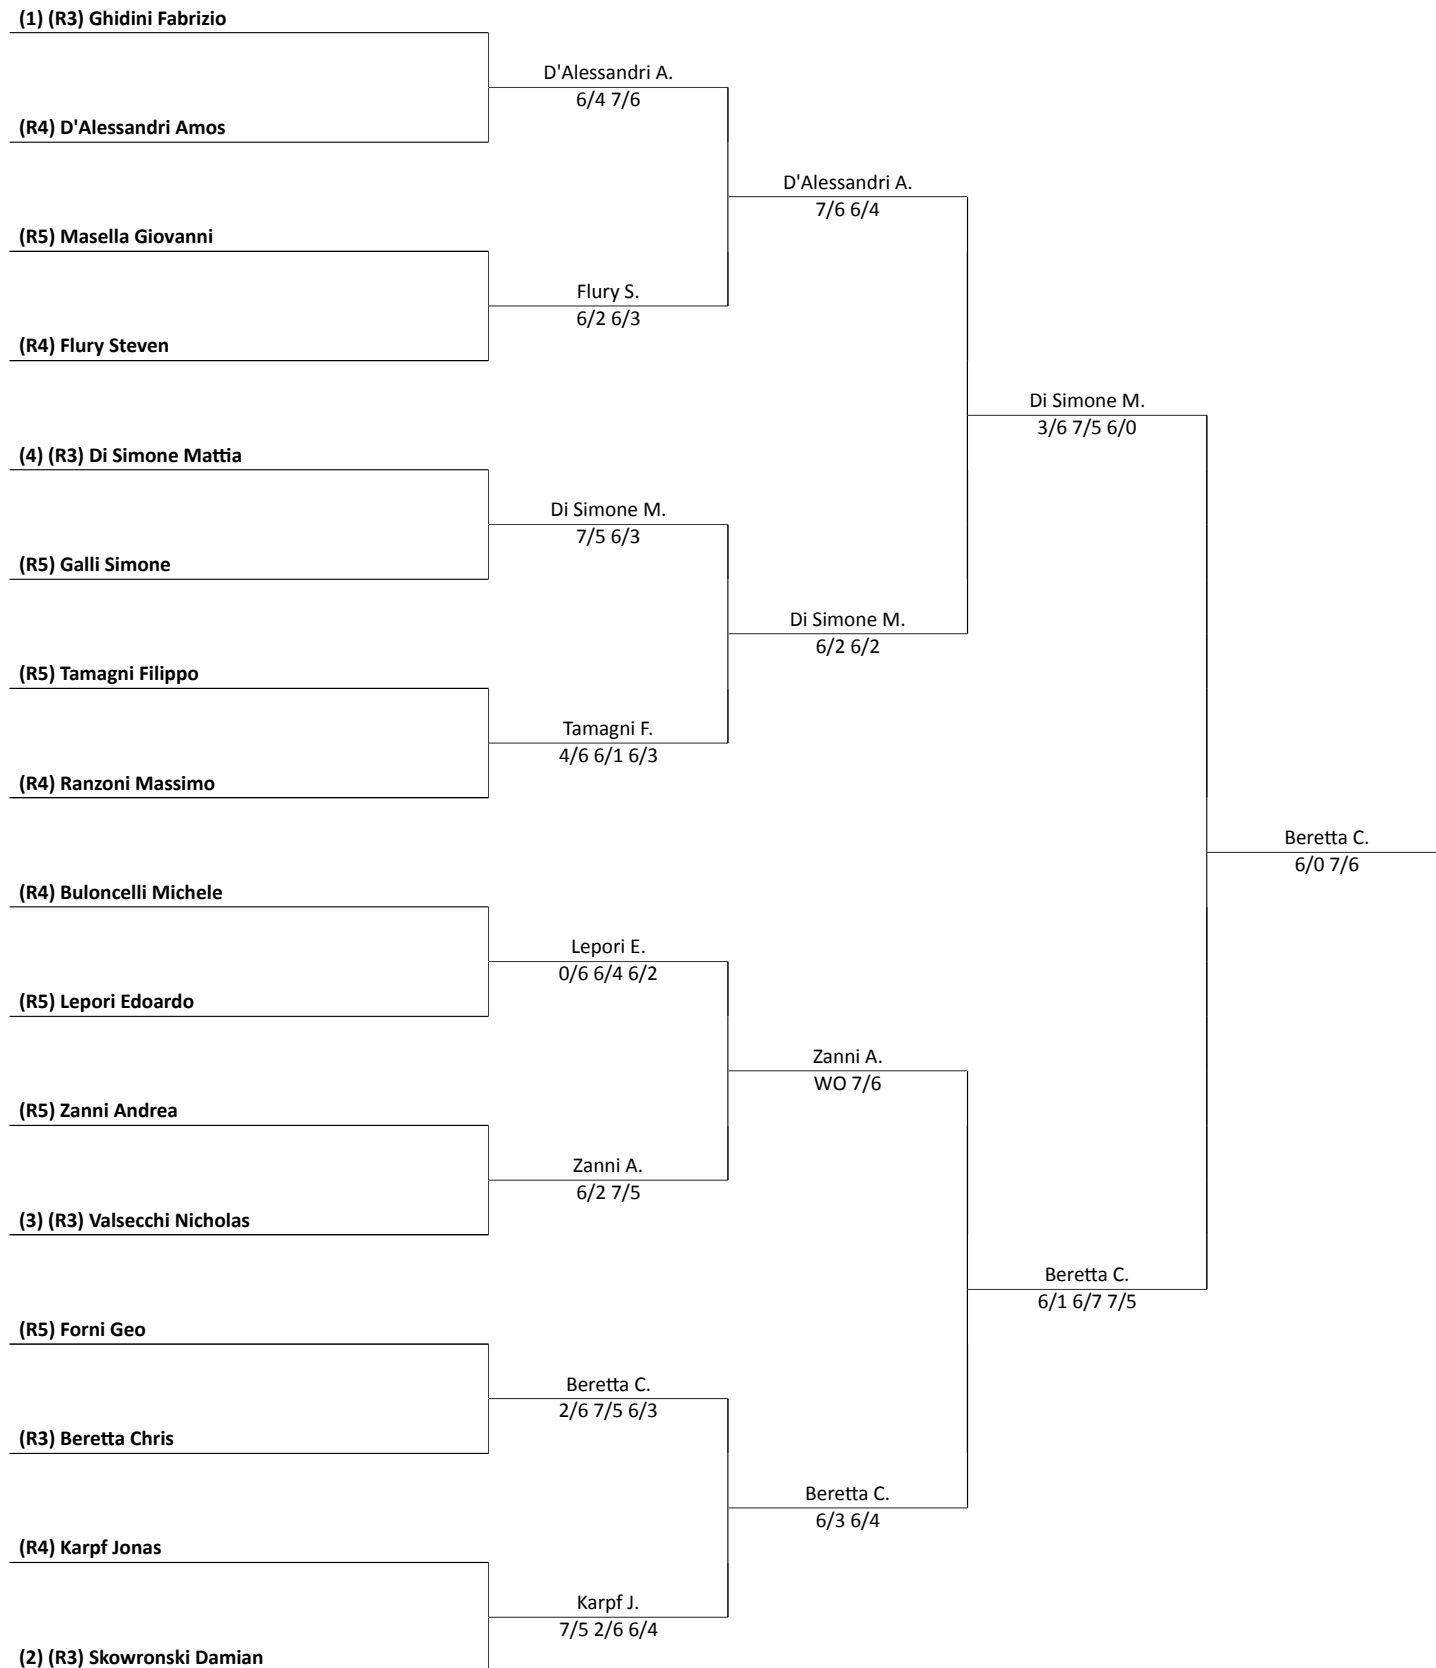 (1) (R3) Ghidini Fabrizio
D'Alessandri A.
6/4 7/6
(R4) D'Alessandri Amos
D'Alessandri A.
7/6 6/4
(R5) Masella Giovanni
Flury S.
6/2 6/3
(R4) Flury Steven
Di Simone M.
3/6 7/5 6/0
(4) (R3) Di Simone Mattia
Di Simone M.
7/5 6/3
(R5) Galli Simone
Di Simone M.
6/2 6/2
(R5) Tamagni Filippo
Tamagni F.
4/6 6/1 6/3
(R4) Ranzoni Massimo
Beretta C.
6/0 7/6
(R4) Buloncelli Michele
Lepori E.
0/6 6/4 6/2
(R5) Lepori Edoardo
Zanni A.
WO 7/6
(R5) Zanni Andrea
Zanni A.
6/2 7/5
(3) (R3) Valsecchi Nicholas
Beretta C.
6/1 6/7 7/5
(R5) Forni Geo
Beretta C.
2/6 7/5 6/3
(R3) Beretta Chris
Beretta C.
6/3 6/4
(R4) Karpf Jonas
Karpf J.
7/5 2/6 6/4
(2) (R3) Skowronski Damian